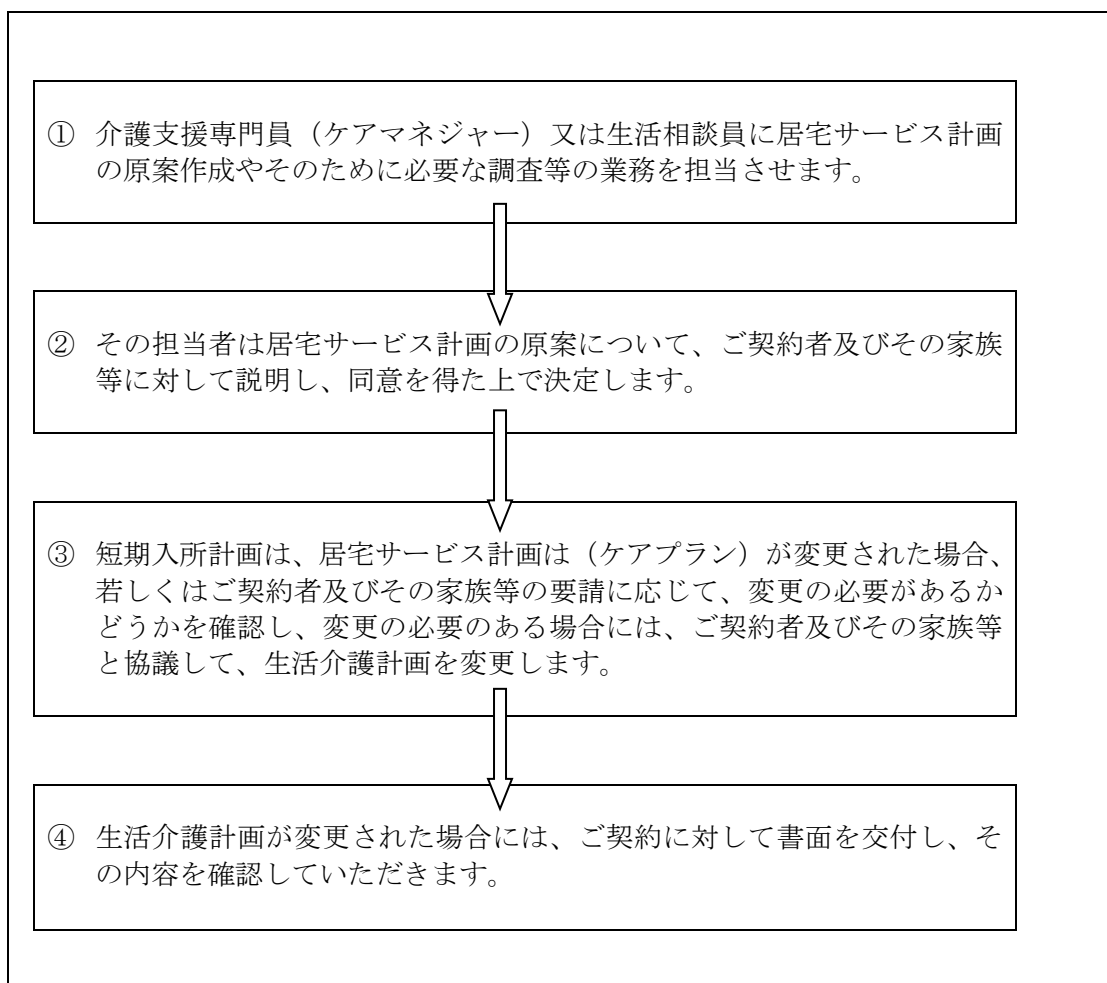 ① 介護支援専門員（ケアマネジャー）又は生活相談員に居宅サービス計画
の原案作成やそのために必要な調査等の業務を担当させます。
② その担当者は居宅サービス計画の原案について、ご契約者及びその家族
等に対して説明し、同意を得た上で決定します。
③ 短期入所計画は、居宅サービス計画は（ケアプラン）が変更された場合、
若しくはご契約者及びその家族等の要請に応じて、変更の必要があるか
どうかを確認し、変更の必要のある場合には、ご契約者及びその家族等
と協議して、生活介護計画を変更します。
④ 生活介護計画が変更された場合には、ご契約に対して書面を交付し、そ
の内容を確認していただきます。